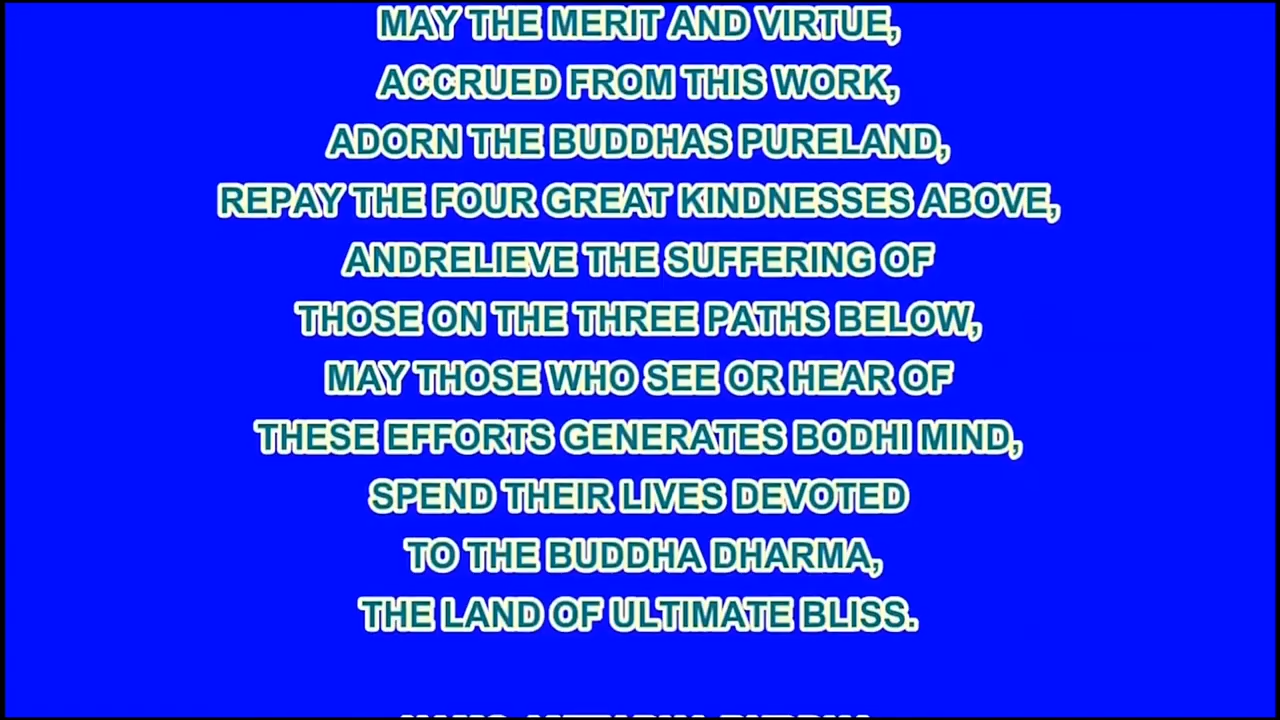 MAY THE MERIT AND VIRTUE,
ACCRUED FROM THIS WORK,
ADORN THE BUDDHAS PURELAND,
REPAY THE FOUR GREAT KINDNESSES ABOVE,
ANDRELIEVE THE SUFFERING OF
THOSE ON THE THREE PATHS BELOW,
MAY THOSE WHO SEE OR HEAR OF
THESE EFFORTS GENERATES BODHI MIND,
SPEND THEIR LIVES DEVOTED
TO THE BUDDHA DHARMA,
THE LAND OF ULTIMATE BLISS.